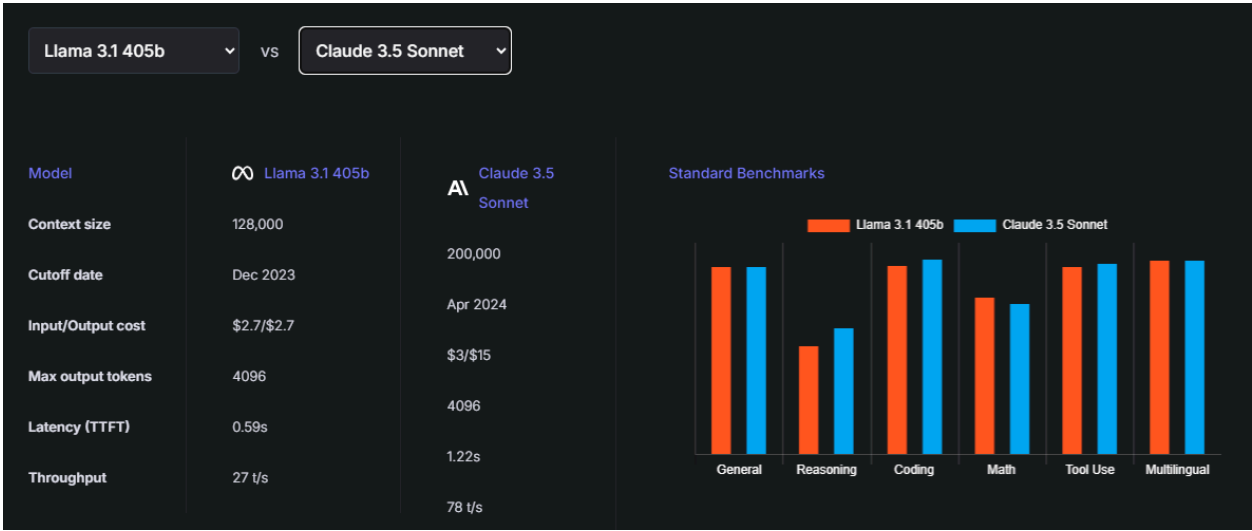 Llama 3.1 405b vs Claude 3.5 Sonnet
Model
Context size
Cutoff date
Input/Output cost
Max output tokens
Latency (TTFT)
Throughput
Llama 3.1 405b
128,000
Dec 2023
$2.7/$2.7
4096
0.59s
27 t/s
Claude 3.5
Sonnet
200,000
Apr 2024
$3/$15
4096
1.22s
78 t/s
Standard Benchmarks
Llama 3.1 405b Claude 3.5 Sonnet
General Reasoning Coding Math Tool Use Multilingual